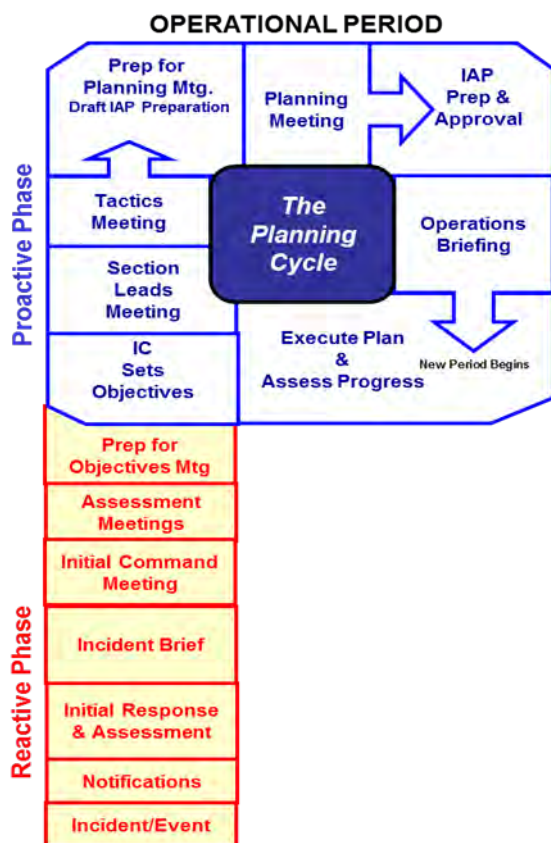 OPERATIONAL PERIOD
Prep for
Planning Mtg.
Draft IAP Preparation
Planning
Meeting
IAP
Prep &
Approval
Proactive Phase
Tactics
Meeting
The
Planning
Cycle
Operations
Briefing
Section
Leads
Meeting
IC
Sets
Objectives
Execute Plan
&
Assess Progress
New Period Begins
Reactive Phase
Prep for
Objectives Mtg
Assessment
Meetings
Initial Command
Meeting
Incident Brief
Initial Response
& Assessment
Notifications
Incident/Event